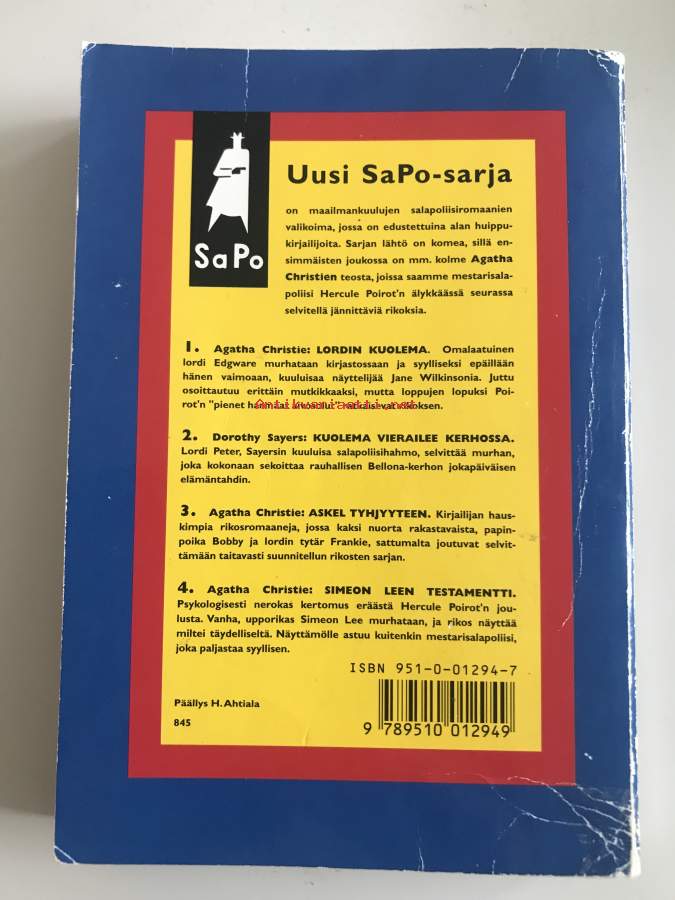 SaPo
Uusi SaPo-sarja
on maailmankuulujen salapoliisiromaanien
valikoima, jossa on edustettuina alan huippu-
kirjailijoita. Sarjan lähtö on komea, sillä en-
simmäisten joukossa on mm. kolme Agatha
Christien teosta, joissa saamme mestarisala-
poliisi Hercule Poirot'n älykkäässä seurassa
selvitellä jännittäviä rikoksia.
1. Agatha Christie: LORDIN KUOLEMA. Omalaatuinen
lordi Edgware murhataan kirjastossaan ja syylliseksi epäillään
hänen vaimoaan, kuuluisaa näyttelijää Jane Wilkinsonia. Juttu
osoittautuu erittäin mutkikkaaksi, mutta loppujen lopuksi Poi-
rot'n "pienet rikoksen.
Antikvariaatti.net
2. Dorothy Sayers: KUOLEMA VIERAILEE KERHOSSA.
Lordi Peter, Sayersin kuuluisa salapoliisihahmo, selvittää murhan,
joka kokonaan sekoittaa rauhallisen Bellona-kerhon jokapäiväisen
elämäntahdin.
3. Agatha Christie: ASKEL TYHJYYTEEN. Kirjailijan haus-
kimpia rikosromaaneja, jossa kaksi nuorta rakastavaista, papin-
poika Bobby ja lordin tytär Frankie, sattumalta joutuvat selvit-
tämään taitavasti suunnitellun rikosten sarjan.
4. Agatha Christie: SIMEON LEEN TESTAMENTTI.
Psykologisesti nerokas kertomus eräästä Hercule Poirot'n jou-
lusta. Vanha, upporikas Simeon Lee murhataan, ja rikos näyttää
miltei täydelliseltä. Näyttämölle astuu kuitenkin mestarisalapoliisi,
joka paljastaa syyllisen.
ISBN 951-0-01294-7
Päällys H. Ahtiala
845
9 789510 012949